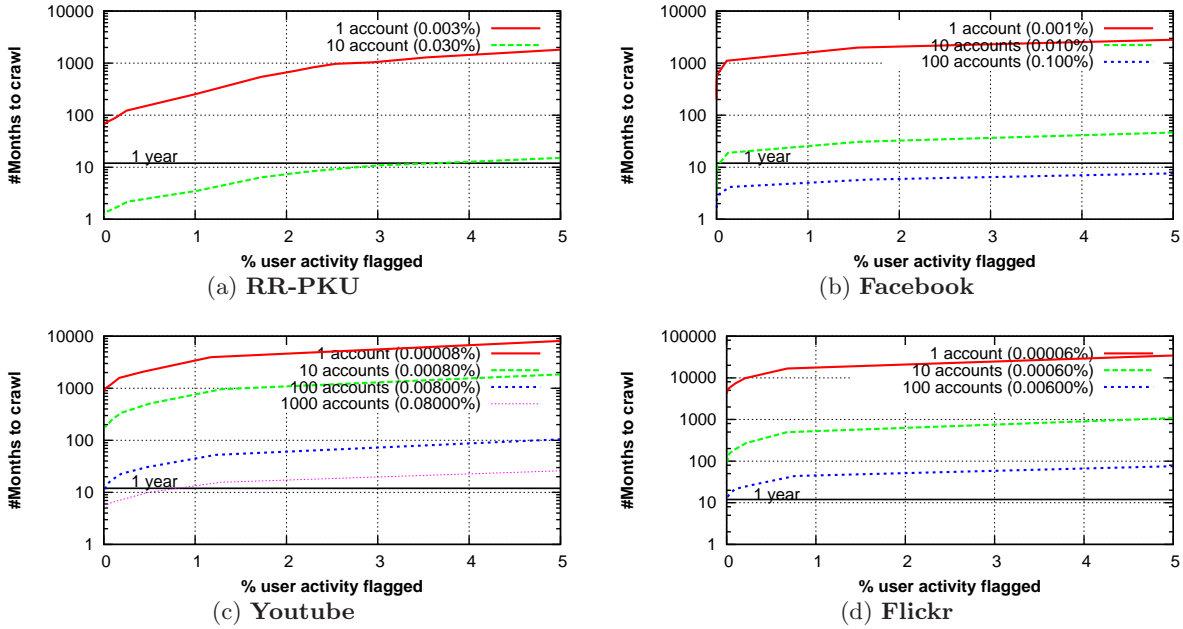 10000
1000
100
10
1
#Months to crawl
1 account (0.003%)
10 account (0.030%)
1 year
0 1 2 3 4 5
% user activity flagged
(a) RR-PKU
10000
1000
100
10
1
#Months to crawl
1 account (0.001%)
10 accounts (0.010%)
100 accounts (0.100%)
1 year
0 1 2 3 4 5
% user activity flagged
(b) Facebook
10000
1000
100
10
1
#Months to crawl
1 account (0.00008%)
10 accounts (0.00080%)
100 accounts (0.00800%)
1000 accounts (0.08000%)
1 year
0 1 2 3 4 5
% user activity flagged
(c) Youtube
100000
10000
1000
100
10
1
#Months to crawl
1 account (0.00006%)
10 accounts (0.00060%)
100 accounts (0.00600%)
1 year
0 1 2 3 4 5
% user activity flagged
(d) Flickr